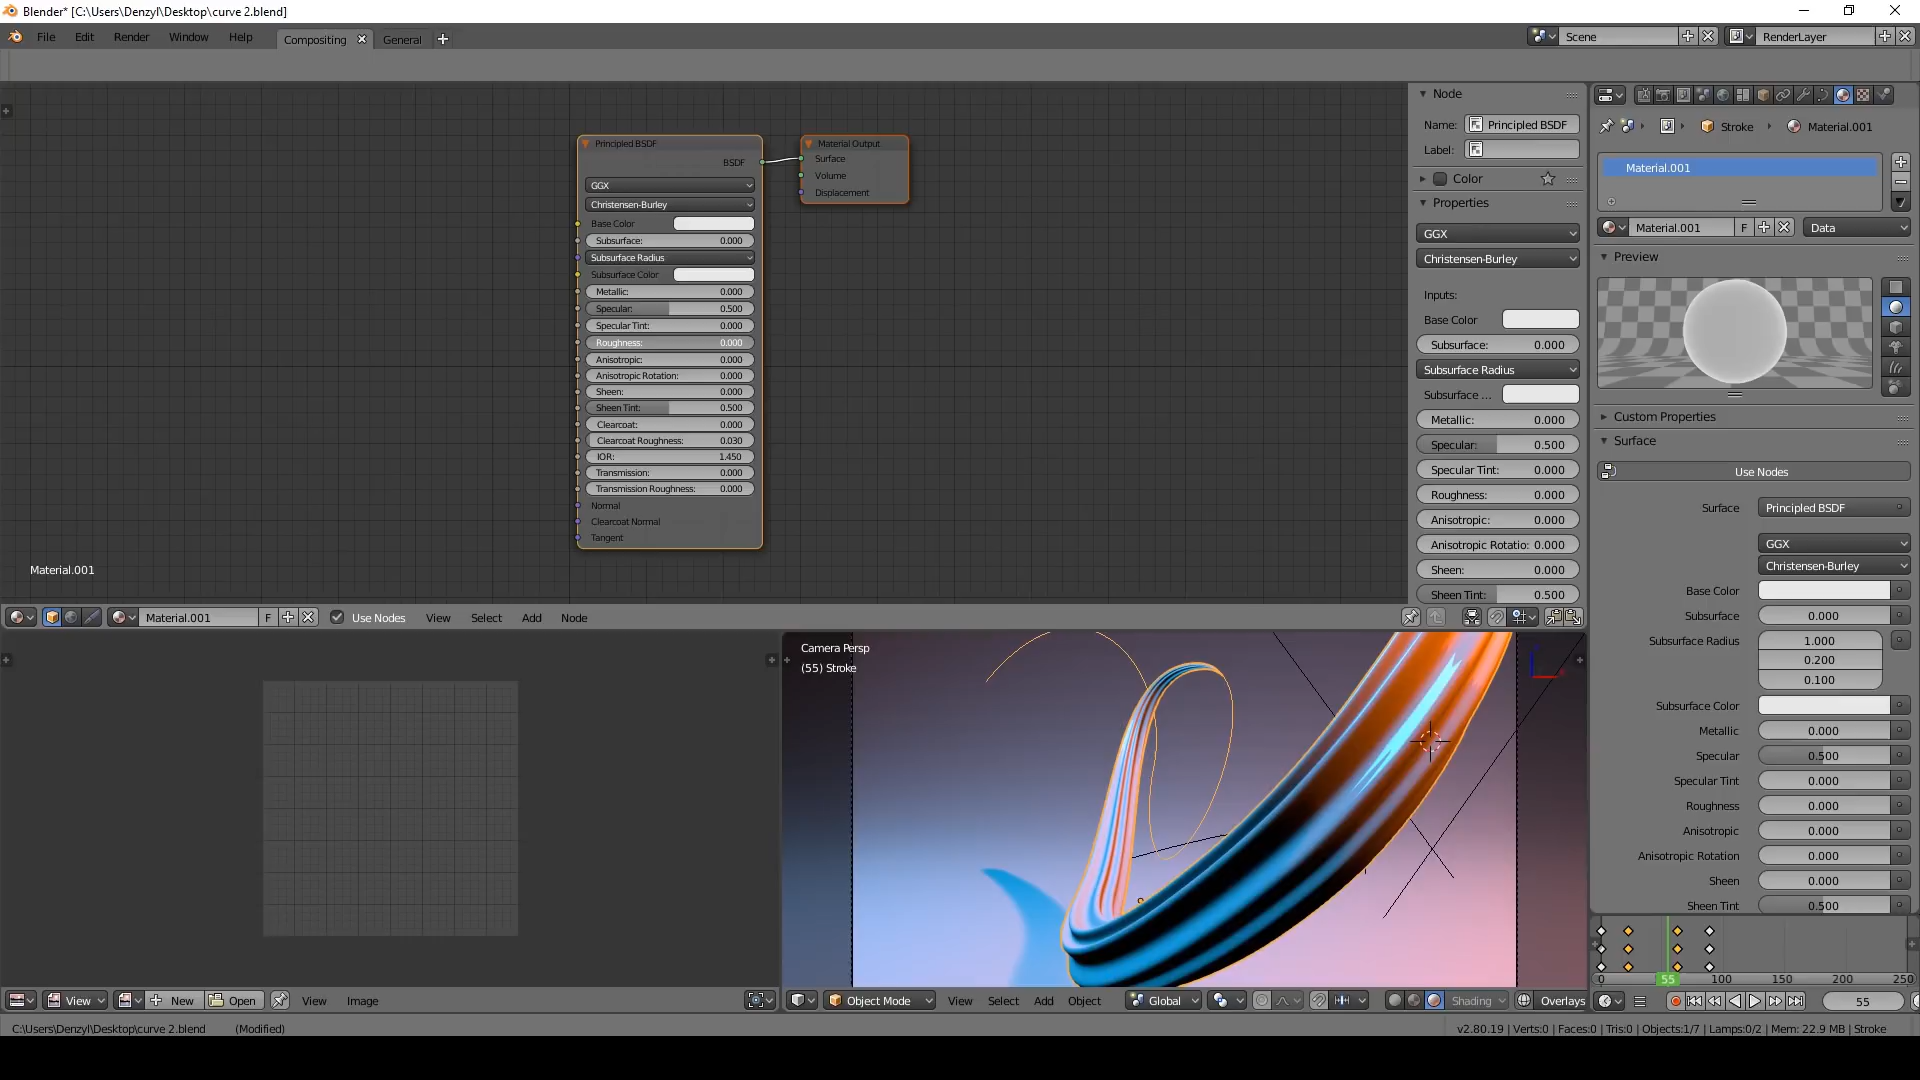 Blender* [C:\Users\Denzyl\Desktop\curve 2.blend]
File Edit Render Window Help Compositing General Scene RenderLayer
Principled BSDF
BSDF
GGX
Christensen-Burley
Base Color
Subsurface: 0.000
Subsurface Radius
Subsurface Color
Metallic: 0.000
Specular: 0.500
Specular Tint: 0.000
Roughness: 0.000
Anisotropic: 0.000
Anisotropic Rotation: 0.000
Sheen: 0.000
Sheen Tint: 0.500
Clearcoat: 0.000
Clearcoat Roughness: 0.030
IOR: 1.450
Transmission: 0.000
Transmission Roughness: 0.000
Normal
Clearcoat Normal
Tangent
Material Output
Surface
Volume
Displacement
Material.001
Node
Name: Principled BSDF
Label:
Color
Properties
GGX
Christensen-Burley
Inputs:
Base Color
Subsurface: 0.000
Subsurface Radius
Subsurface ...
Metallic: 0.000
Specular: 0.500
Specular Tint: 0.000
Roughness: 0.000
Anisotropic: 0.000
Anisotropic Rotatio: 0.000
Sheen: 0.000
Sheen Tint: 0.500
Stroke Material.001
Material.001
Material.001 F Data
Preview
Custom Properties
Surface
Use Nodes
Surface Principled BSDF
GGX
Christensen-Burley
Base Color
Subsurface 0.000
Subsurface Radius 1.000
0.200
0.100
Subsurface Color
Metallic 0.000
Specular 0.500
Specular Tint 0.000
Roughness 0.000
Anisotropic 0.000
Anisotropic Rotation 0.000
Sheen 0.000
Sheen Tint 0.500
Material.001 F Use Nodes View Select Add Node
Camera Persp
(55) Stroke
0 55 100 150 200 250
View New Open View Image
Object Mode View Select Add Object Global Shading Overlays
55
C:\Users\Denzyl\Desktop\curve 2.blend (Modified)
v2.80.19 | Verts:0 | Faces:0 | Tris:0 | Objects:1/7 | Lamps:0/2 | Mem: 22.9 MB | Stroke